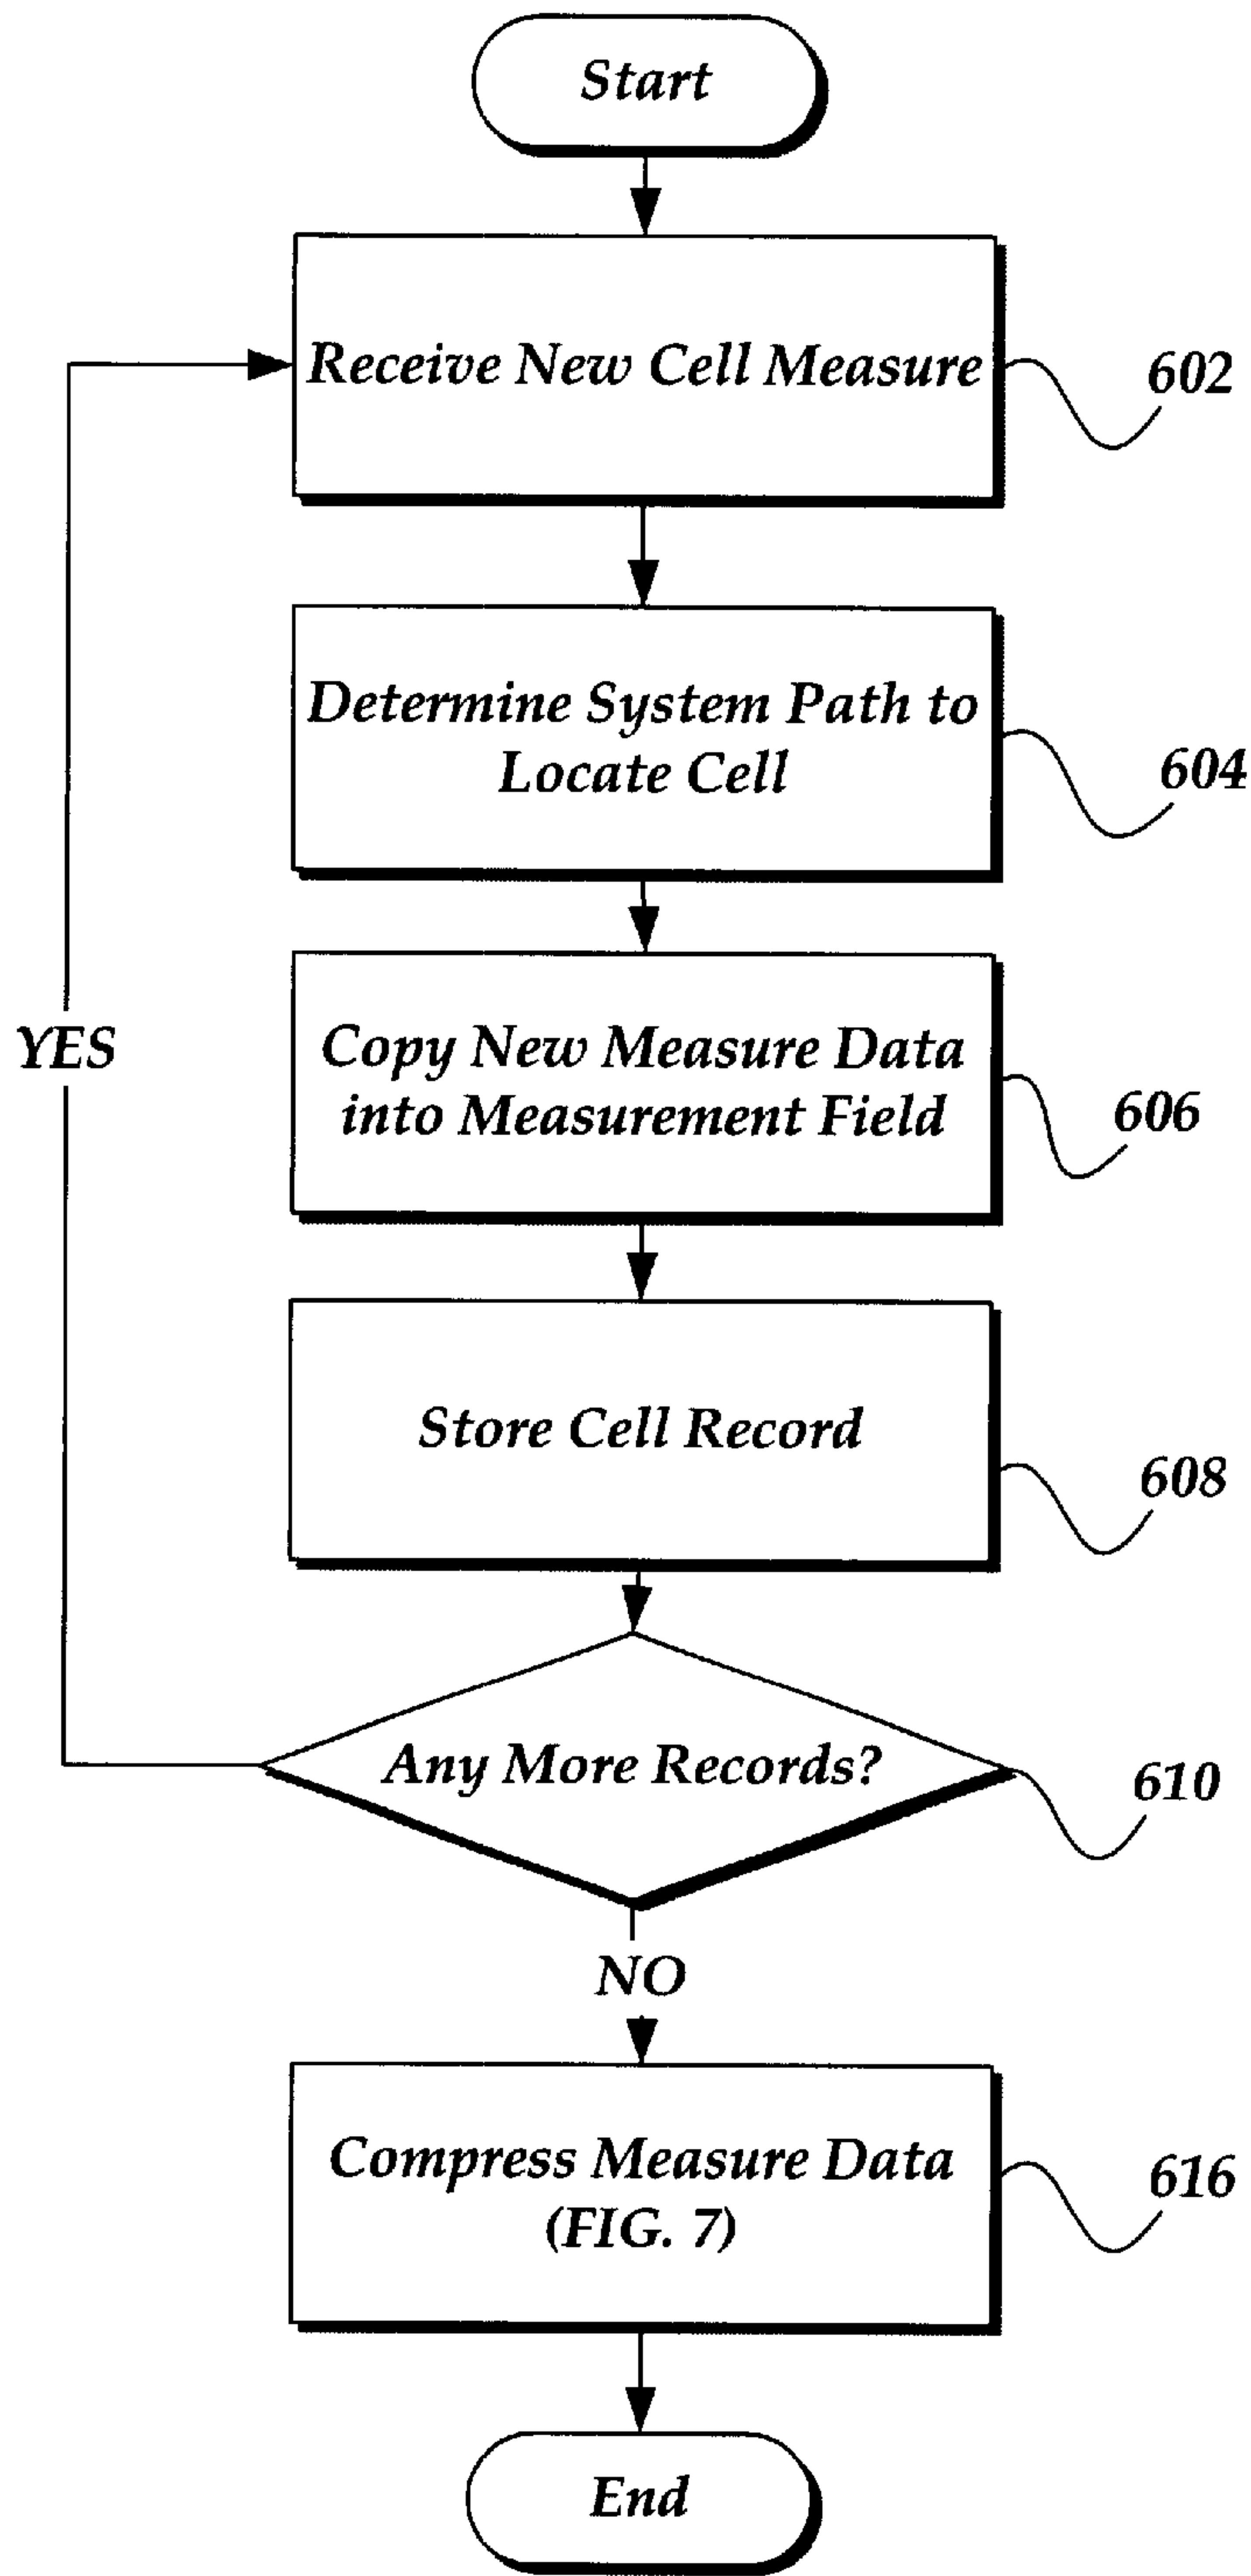 Start
Receive New Cell Measure
602
Determine System Path to
Locate Cell
604
YES
Copy New Measure Data
into Measurement Field
606
Store Cell Record
608
Any More Records?
610
NO
Compress Measure Data
(FIG. 7)
616
End